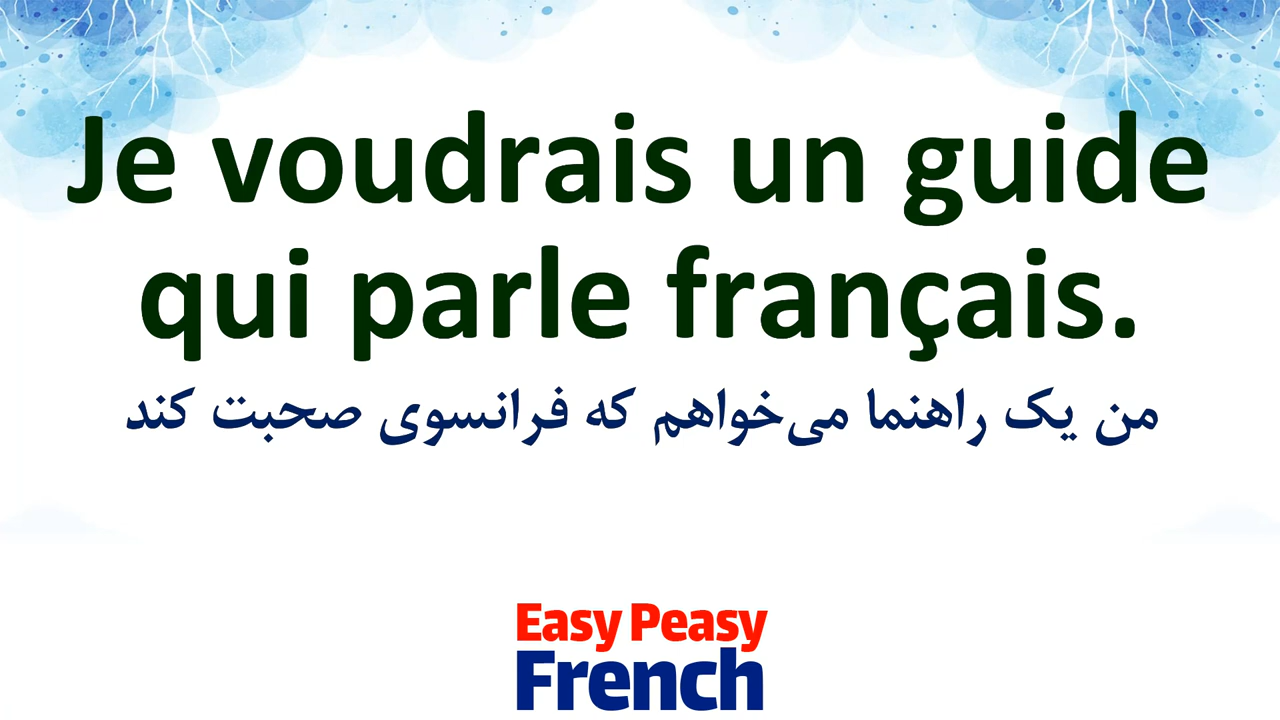 Je voudrais un guide
qui parle français.
من یک راهنما می‌خواهم که فرانسوی صحبت کند
Easy Peasy
French